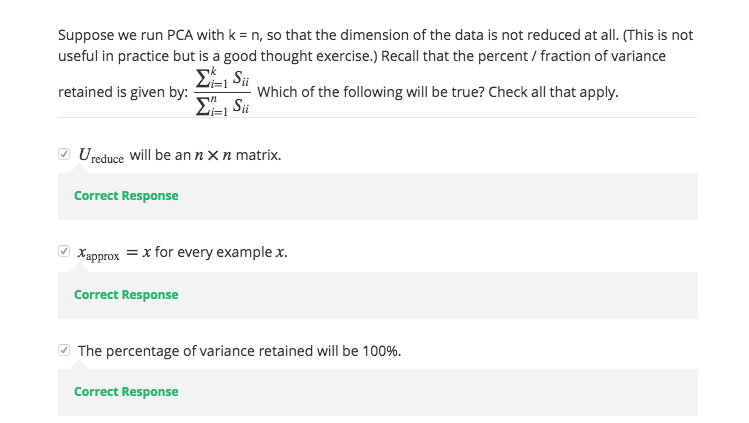 Suppose we run PCA with k = n, so that the dimension of the data is not reduced at all. (This is not
useful in practice but is a good thought exercise.) Recall that the percent / fraction of variance
retained is given by: \frac{\sum_{i=1}^{k} S_{ii}}{\sum_{i=1}^{n} S_{ii}} Which of the following will be true? Check all that apply.
U_{reduce} will be an n × n matrix.
Correct Response
x_{approx} = x for every example x.
Correct Response
The percentage of variance retained will be 100%.
Correct Response